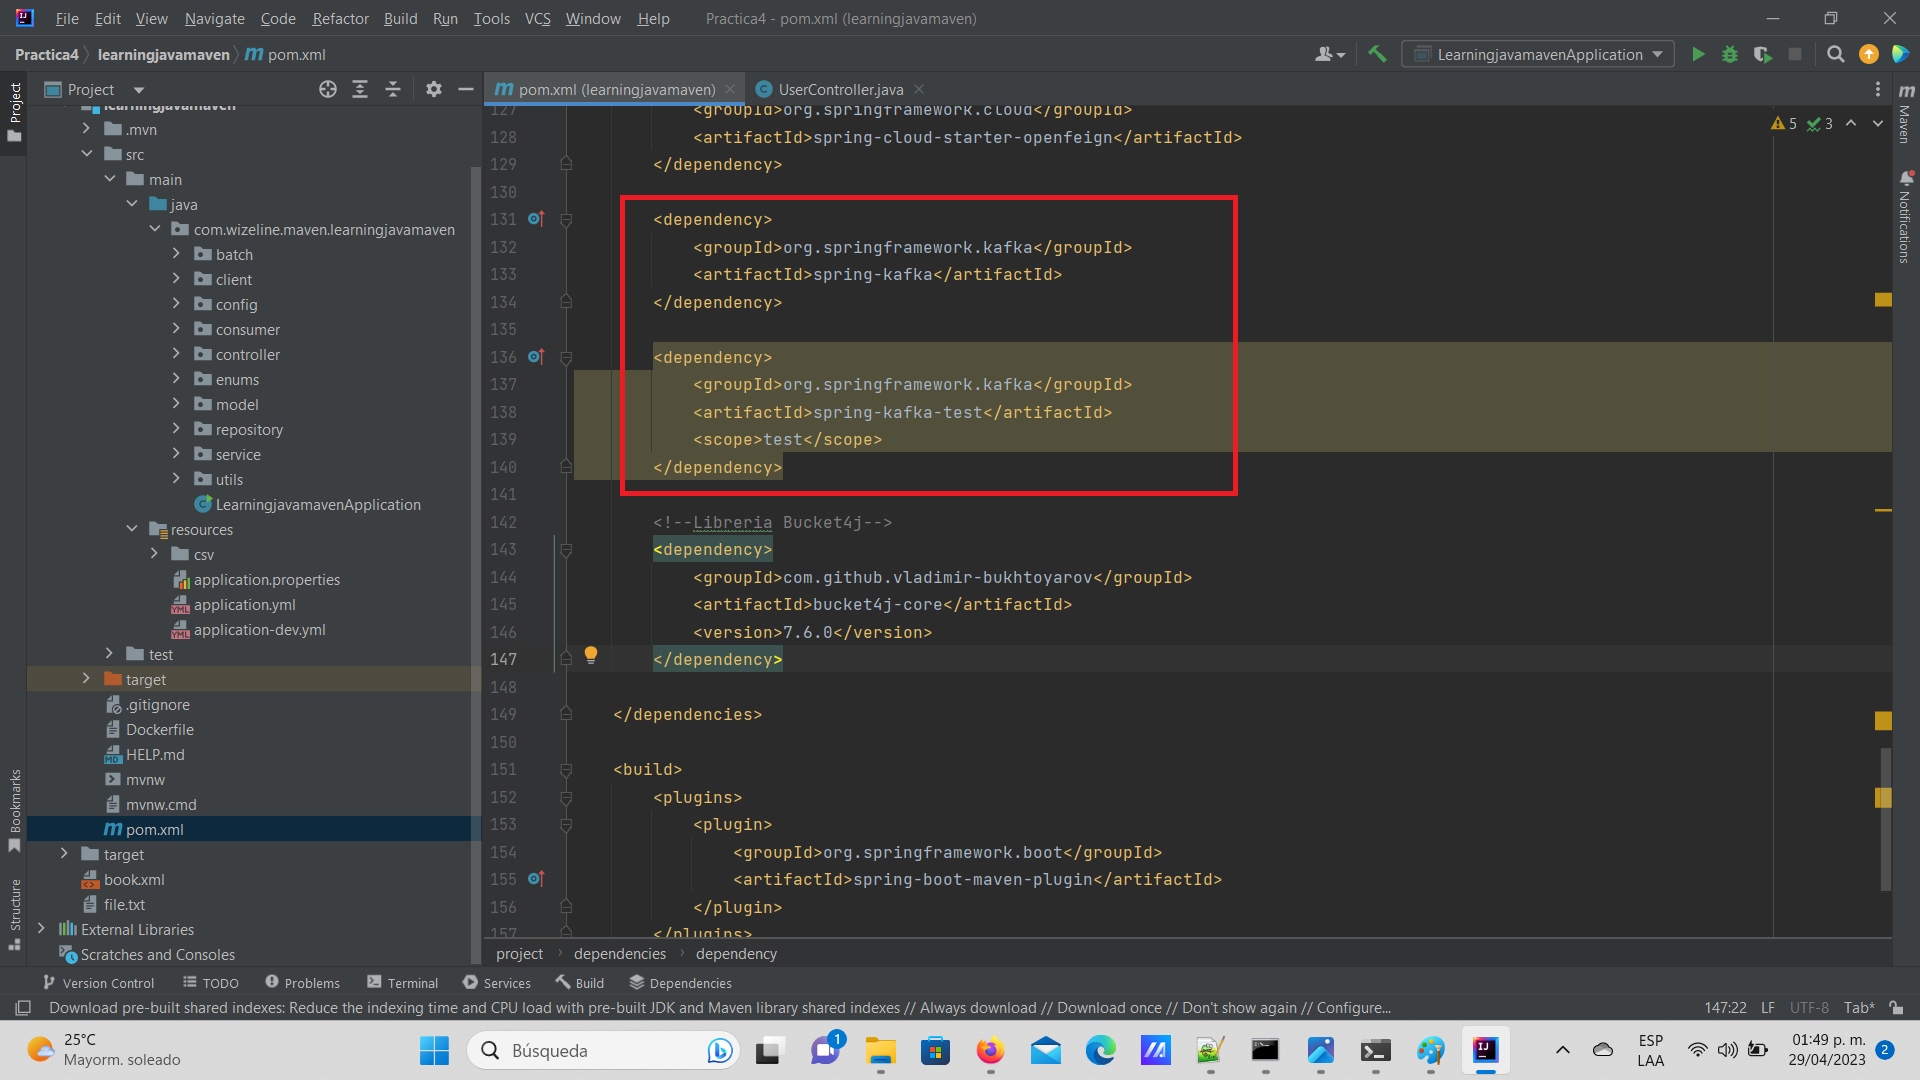 File Edit View Navigate Code Refactor Build Run Tools VCS Window Help Practica4 - pom.xml (learningjavamaven)
Practica4 learningjavamaven pom.xml
LearningjavamavenApplication
Project
pom.xml (learningjavamaven)
UserController.java
Project
Bookmarks
Structure
learningjavamaven
.mvn
src
main
java
com.wizeline.maven.learningjavamaven
batch
client
config
consumer
controller
enums
model
repository
service
utils
LearningjavamavenApplication
resources
csv
application.properties
application.yml
application-dev.yml
test
target
.gitignore
Dockerfile
HELP.md
mvnw
mvnw.cmd
pom.xml
target
book.xml
file.txt
External Libraries
Scratches and Consoles
5 3
127 <groupId>org.springframework.cloud</groupId>
128 <artifactId>spring-cloud-starter-openfeign</artifactId>
129 </dependency>
130
131 <dependency>
132 <groupId>org.springframework.kafka</groupId>
133 <artifactId>spring-kafka</artifactId>
134 </dependency>
135
136 <dependency>
137 <groupId>org.springframework.kafka</groupId>
138 <artifactId>spring-kafka-test</artifactId>
139 <scope>test</scope>
140 </dependency>
141
142 <!--Libreria Bucket4j-->
143 <dependency>
144 <groupId>com.github.vladimir-bukhtoyarov</groupId>
145 <artifactId>bucket4j-core</artifactId>
146 <version>7.6.0</version>
147 </dependency>
148
149 </dependencies>
150
151 <build>
152 <plugins>
153 <plugin>
154 <groupId>org.springframework.boot</groupId>
155 <artifactId>spring-boot-maven-plugin</artifactId>
156 </plugin>
157 </plugins>
Maven
Notifications
project dependencies dependency
Version Control TODO Problems Terminal Services Build Dependencies
Download pre-built shared indexes: Reduce the indexing time and CPU load with pre-built JDK and Maven library shared indexes // Always download // Download once // Don't show again // Configure...
147:22 LF UTF-8 Tab*
25°C
Mayorm. soleado
Búsqueda
1
ESP
LAA
01:49 p. m.
29/04/2023
2